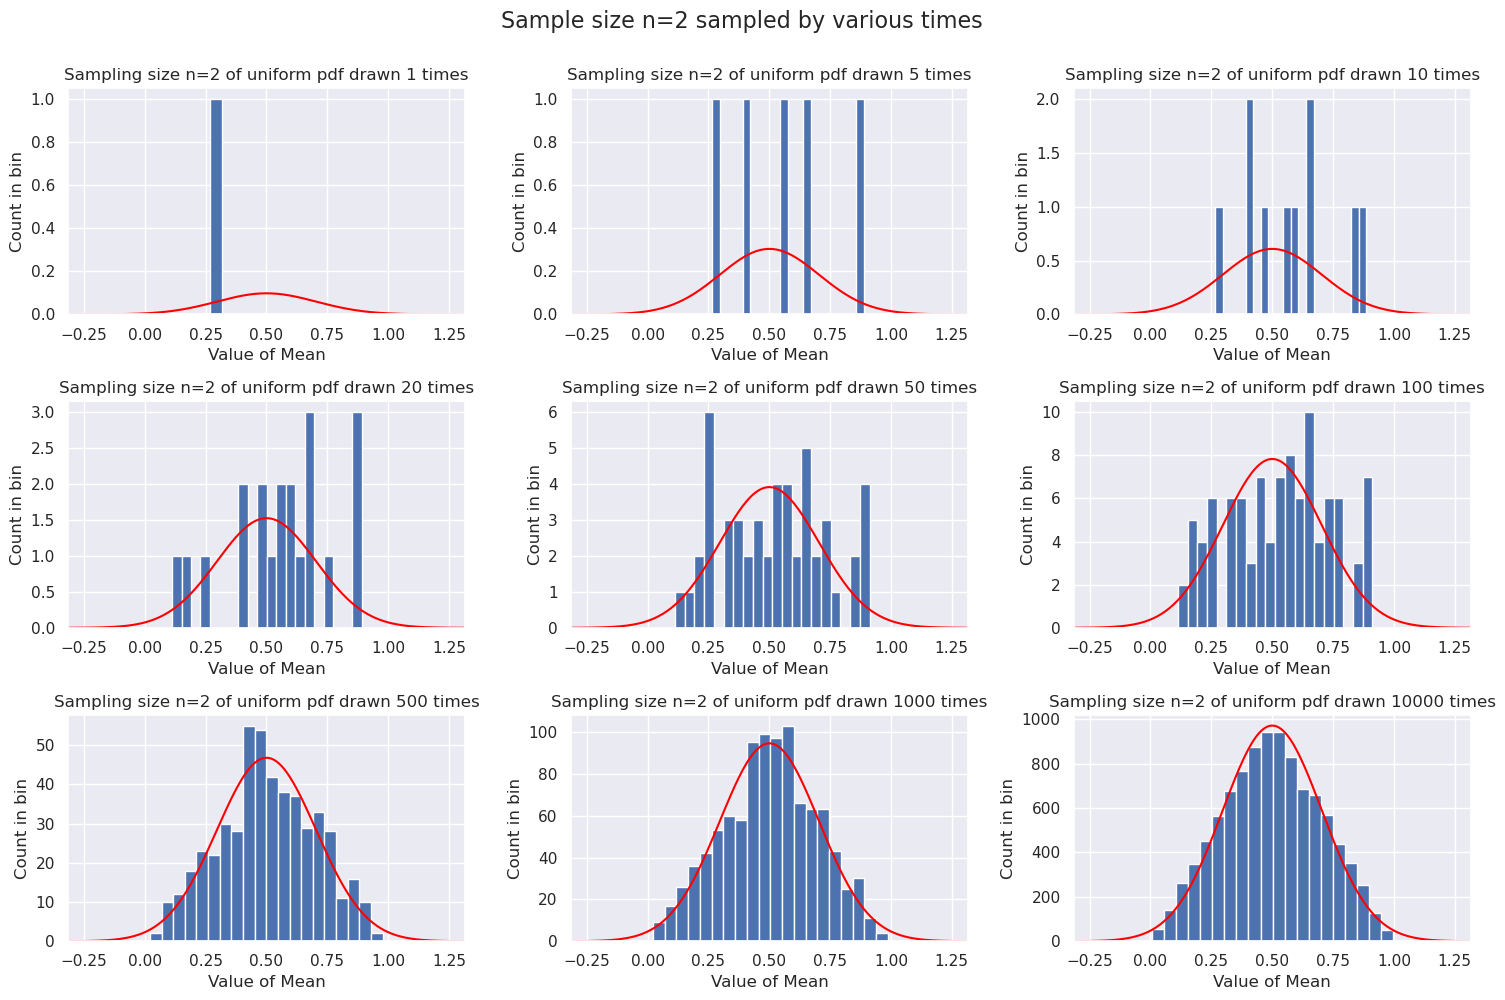 Sample size n=2 sampled by various times
Sampling size n=2 of uniform pdf drawn 1 times
Sampling size n=2 of uniform pdf drawn 5 times
Sampling size n=2 of uniform pdf drawn 10 times
Count in bin
1.0
0.8
0.6
0.4
0.2
0.0
−0.25 0.00 0.25 0.50 0.75 1.00 1.25
Value of Mean
Count in bin
1.0
0.8
0.6
0.4
0.2
0.0
−0.25 0.00 0.25 0.50 0.75 1.00 1.25
Value of Mean
Count in bin
2.0
1.5
1.0
0.5
0.0
−0.25 0.00 0.25 0.50 0.75 1.00 1.25
Value of Mean
Sampling size n=2 of uniform pdf drawn 20 times
Sampling size n=2 of uniform pdf drawn 50 times
Sampling size n=2 of uniform pdf drawn 100 times
Count in bin
3.0
2.5
2.0
1.5
1.0
0.5
0.0
−0.25 0.00 0.25 0.50 0.75 1.00 1.25
Value of Mean
Count in bin
6
5
4
3
2
1
0
−0.25 0.00 0.25 0.50 0.75 1.00 1.25
Value of Mean
Count in bin
10
8
6
4
2
0
−0.25 0.00 0.25 0.50 0.75 1.00 1.25
Value of Mean
Sampling size n=2 of uniform pdf drawn 500 times
Sampling size n=2 of uniform pdf drawn 1000 times
Sampling size n=2 of uniform pdf drawn 10000 times
Count in bin
50
40
30
20
10
0
−0.25 0.00 0.25 0.50 0.75 1.00 1.25
Value of Mean
Count in bin
100
80
60
40
20
0
−0.25 0.00 0.25 0.50 0.75 1.00 1.25
Value of Mean
Count in bin
1000
800
600
400
200
0
−0.25 0.00 0.25 0.50 0.75 1.00 1.25
Value of Mean